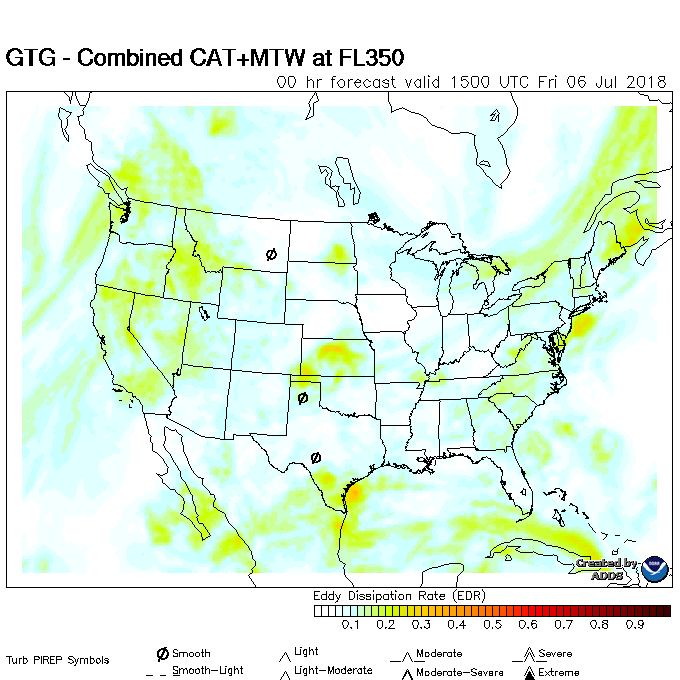 GTG - Combined CAT+MTW at FL350
00 hr forecast valid 1500 UTC Fri 06 Jul 2018
Created by
ADDS
Eddy Dissipation Rate (EDR)
0.1 0.2 0.3 0.4 0.5 0.6 0.7 0.8 0.9
Turb PIREP Symbols
Smooth Light Moderate Severe
Smooth-Light Light-Moderate Moderate-Severe Extreme